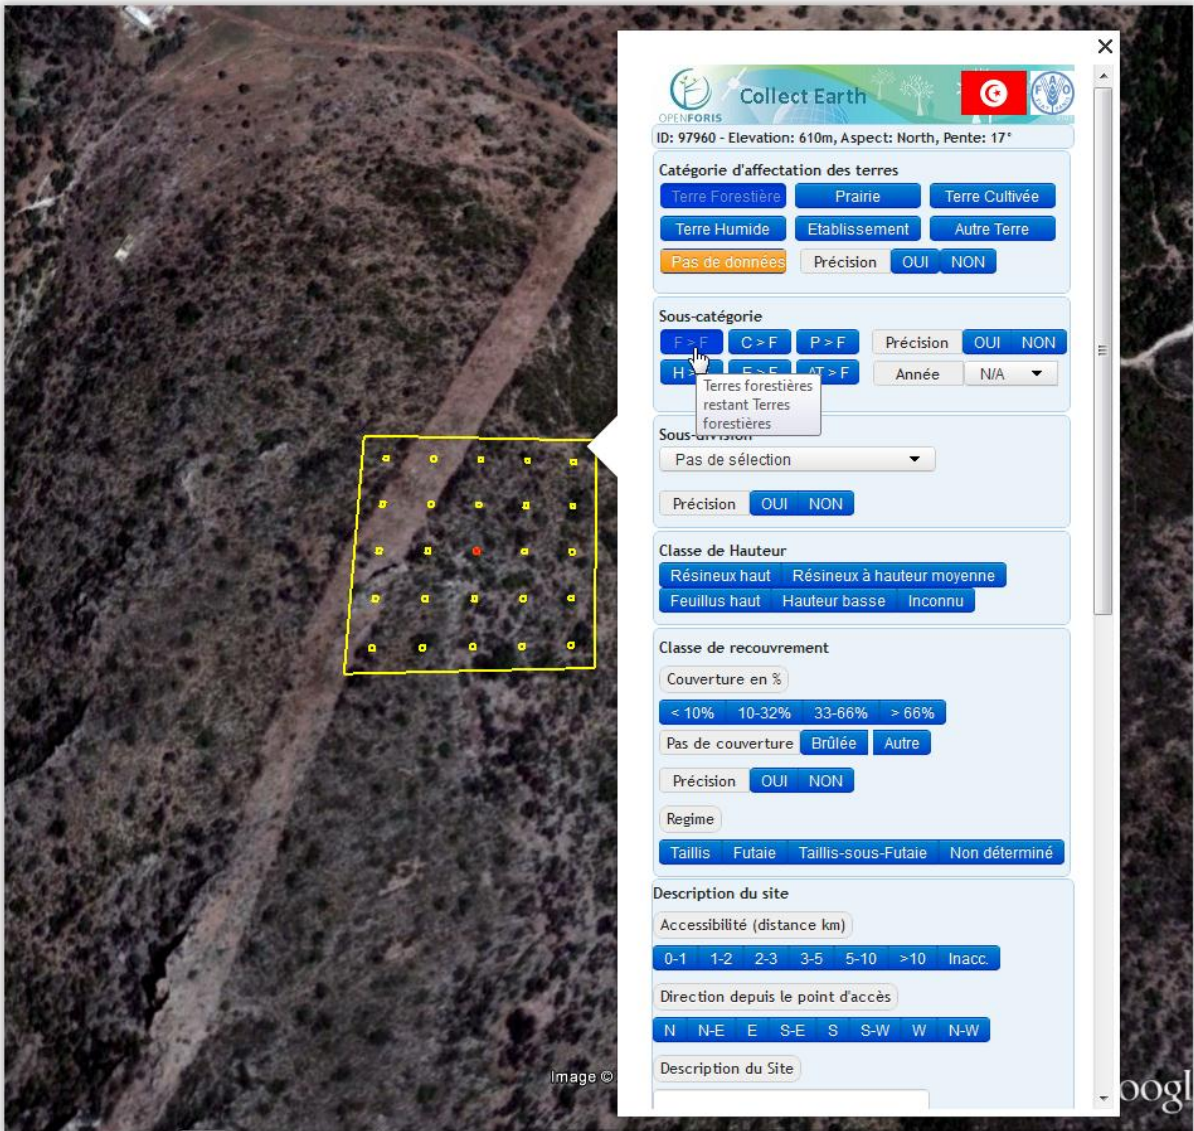 OPENFORIS
Collect Earth
FAO
FIAT PANIS
ID: 97960 - Elevation: 610m, Aspect: North, Pente: 17°
Catégorie d'affectation des terres
Terre Forestière Prairie Terre Cultivée
Terre Humide Etablissement Autre Terre
Pas de données Précision OUI NON
Sous-catégorie
F > F C > F P > F Précision OUI NON
H > E > F AT > F Année N/A
Terres forestières
restant Terres
forestières
Sous-division
Pas de sélection
Précision OUI NON
Classe de Hauteur
Résineux haut Résineux à hauteur moyenne
Feuillus haut Hauteur basse Inconnu
Classe de recouvrement
Couverture en %
< 10% 10-32% 33-66% > 66%
Pas de couverture Brûlée Autre
Précision OUI NON
Regime
Taillis Futaie Taillis-sous-Futaie Non déterminé
Description du site
Accessibilité (distance km)
0-1 1-2 2-3 3-5 5-10 >10 Inacc.
Direction depuis le point d'accès
N N-E E S-E S S-W W N-W
Description du Site
Image ©
oogl